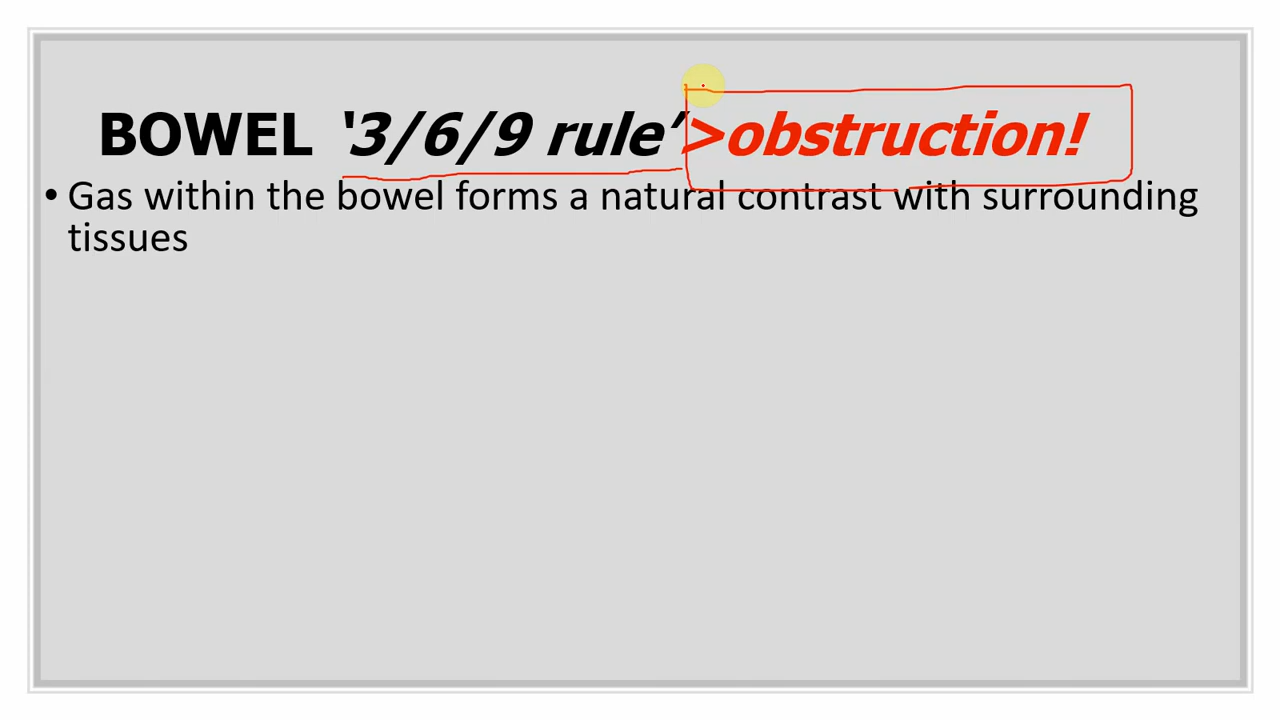 BOWEL ‘3/6/9 rule’>obstruction!
• Gas within the bowel forms a natural contrast with surrounding
tissues